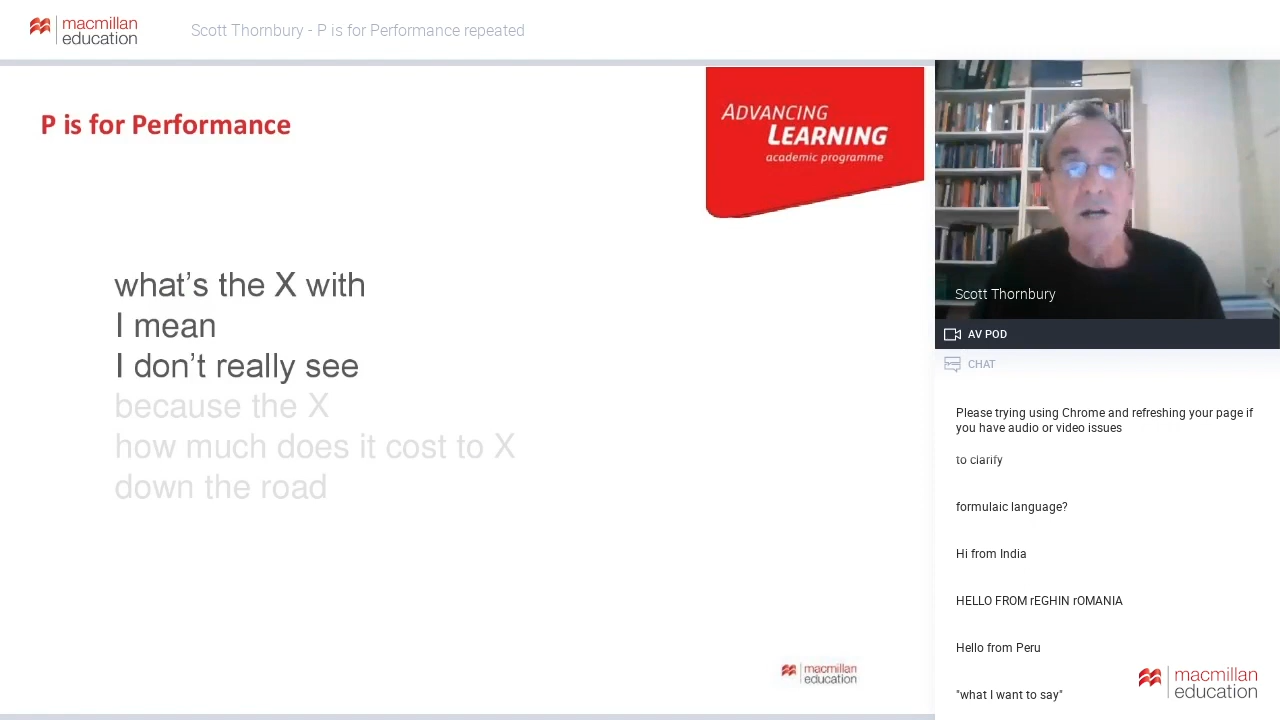 macmillan
education
Scott Thornbury - P is for Performance repeated
P is for Performance
ADVANCING
LEARNING
academic programme
what's the X with
I mean
I don't really see
because the X
how much does it cost to X
down the road
macmillan
education
Scott Thornbury
AV POD
CHAT
Please trying using Chrome and refreshing your page if
you have audio or video issues
to clarify
formulaic language?
Hi from India
HELLO FROM rEGHIN rOMANIA
Hello from Peru
"what I want to say"
macmillan
education